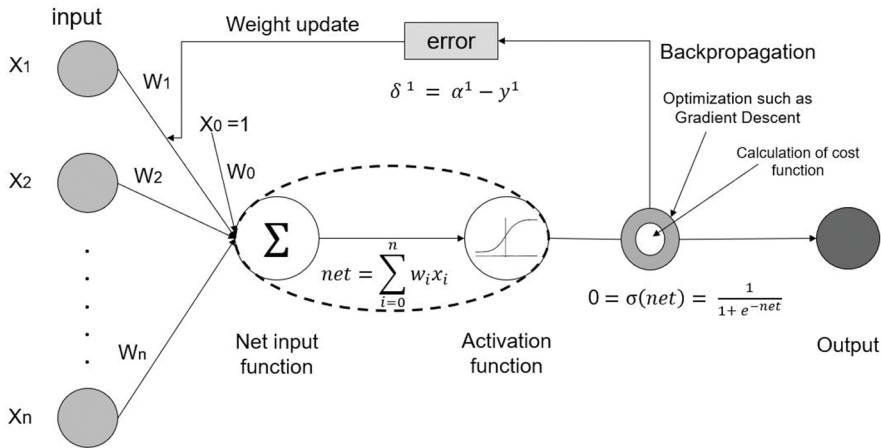 input
Weight update
error
Backpropagation
X1
W1
δ ¹ = α¹ − y¹
Optimization such as
Gradient Descent
X0 =1
Calculation of cost
function
X2
W2
W0
Σ
net = ∑ⁿᵢ₌₀ wᵢxᵢ
0 = σ(net) = 1 / 1+ e^−net
Wn
Net input
function
Activation
function
Output
Xn